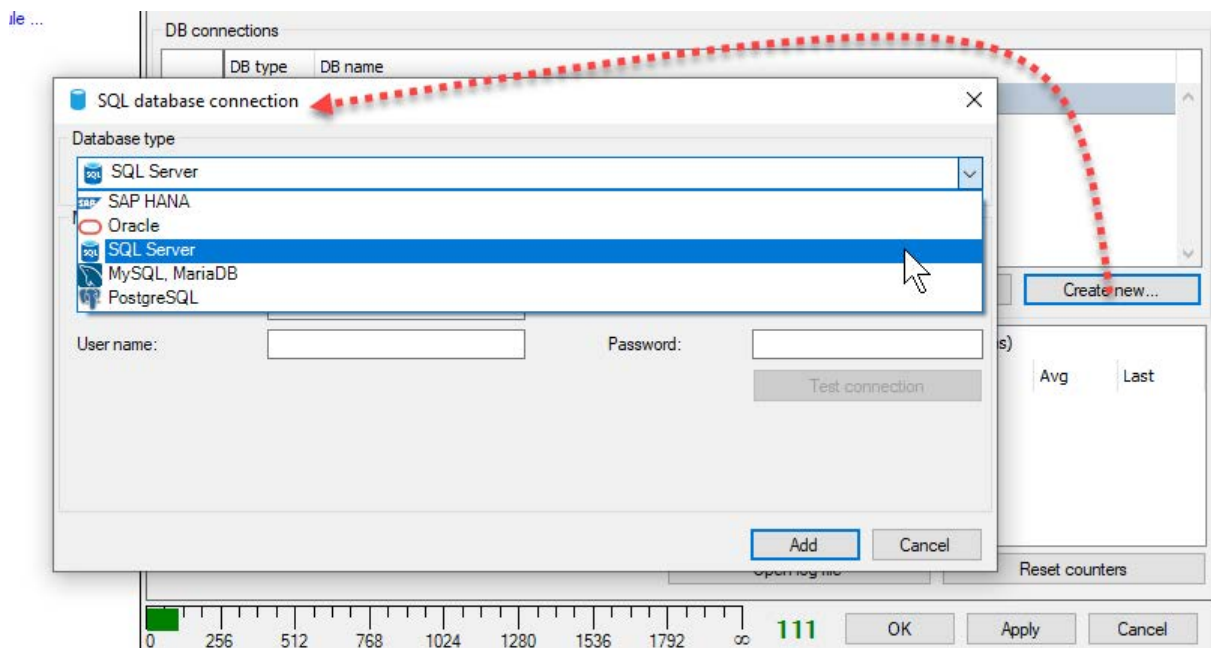 DB connections
DB type DB name
SQL database connection
Database type
SQL Server
SAP HANA
Oracle
SQL Server
MySQL, MariaDB
PostgreSQL
Create new...
User name: Password:
Test connection
Avg Last
Add Cancel
Reset counters
0 256 512 768 1024 1280 1536 1792 ∞ 111 OK Apply Cancel